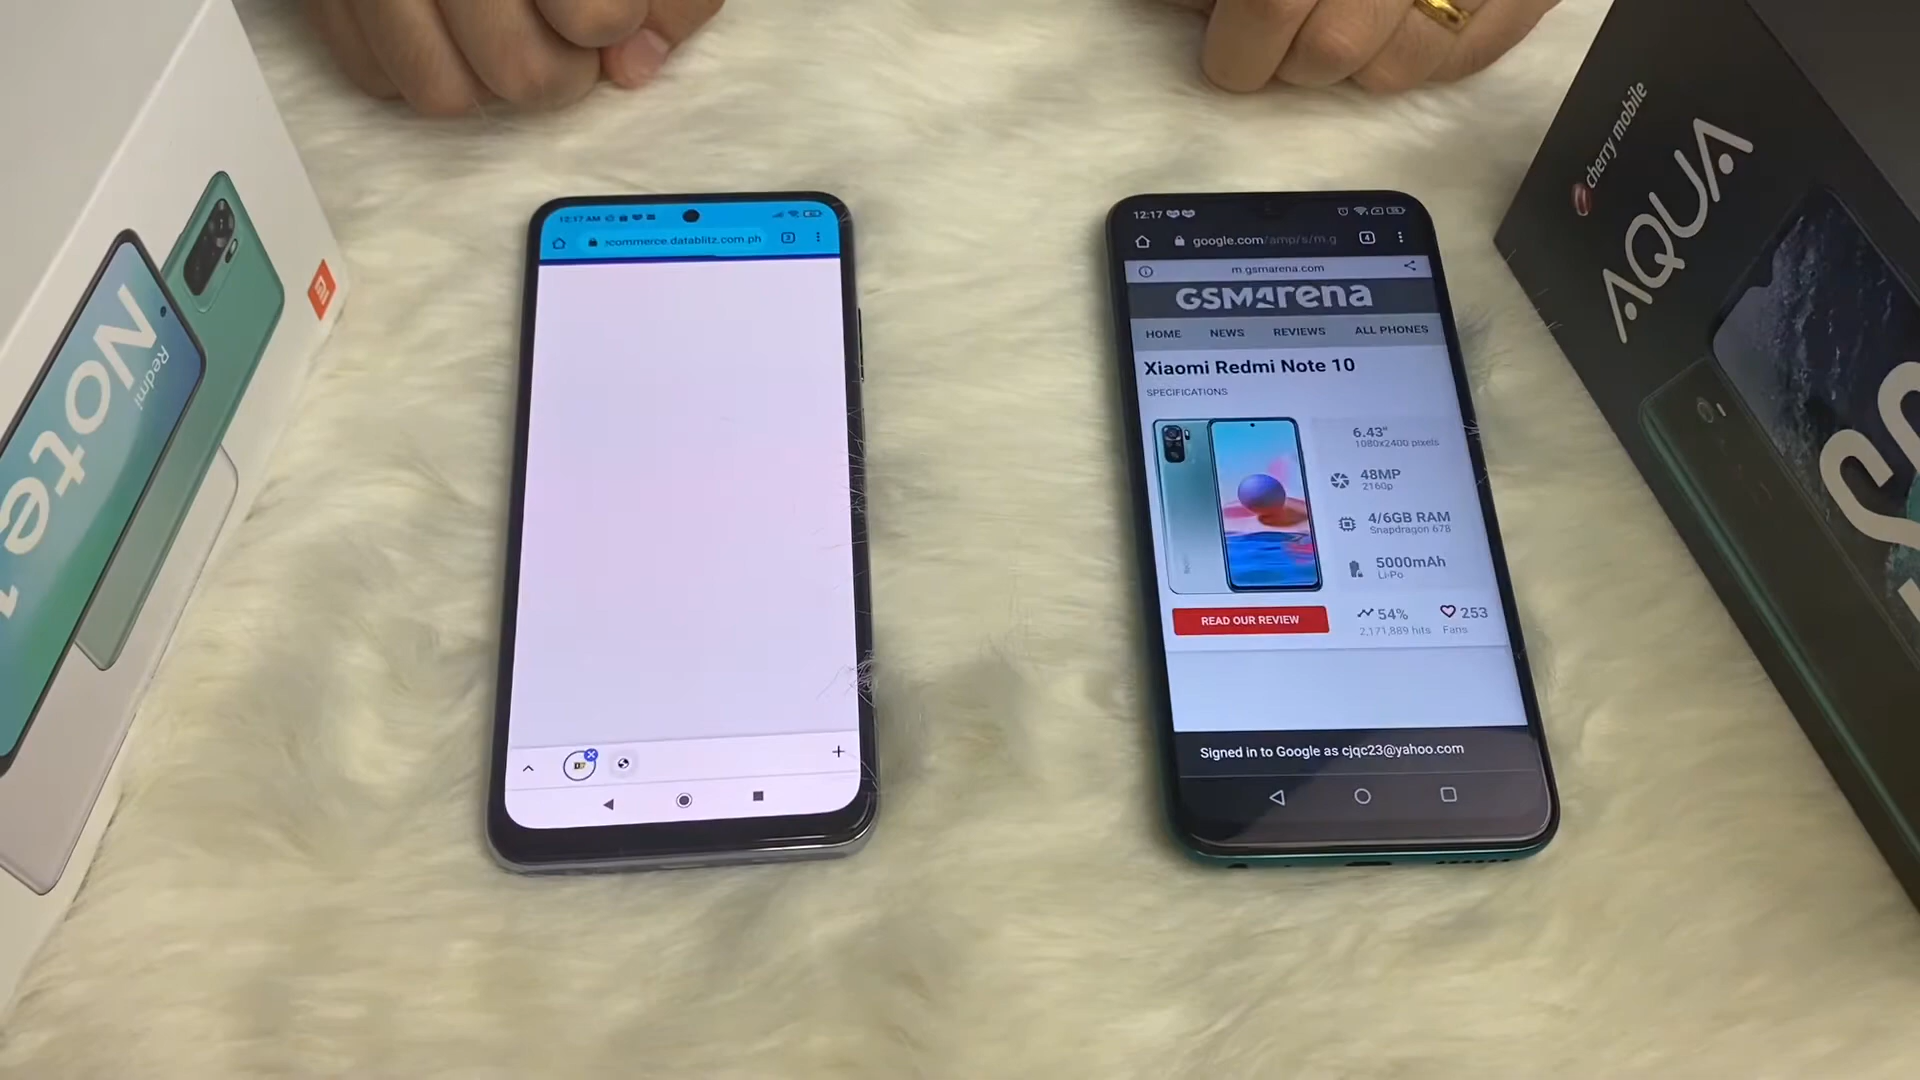 Redmi
Note 1
12:17 AM
commerce.datablitz.com.ph
3
12:17
google.com/amp/s/m.g
4
m.gsmarena.com
GSMarena
HOME NEWS REVIEWS ALL PHONES
Xiaomi Redmi Note 10
SPECIFICATIONS
6.43"
1080x2400 pixels
48MP
2160p
4/6GB RAM
Snapdragon 678
5000mAh
Li-Po
READ OUR REVIEW
54%
2,171,889 hits
253
Fans
Signed in to Google as cjqc23@yahoo.com
cherry mobile
AQUA